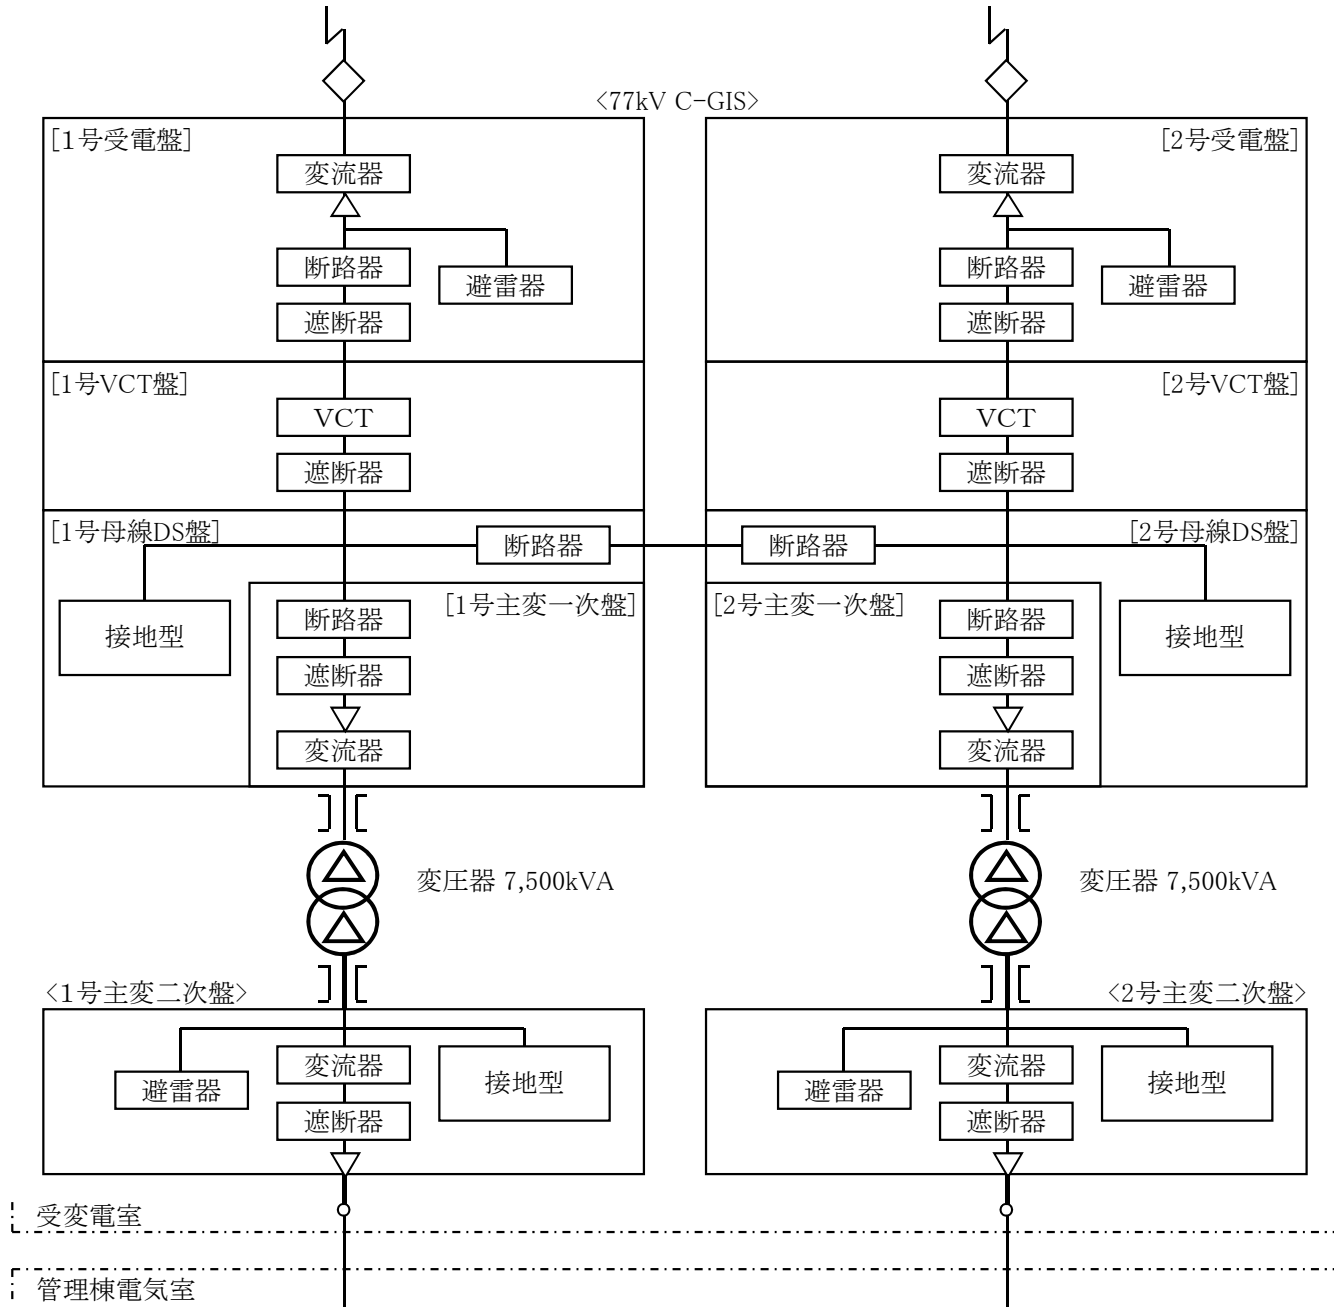 <77kV C-GIS>
[1号受電盤]
[2号受電盤]
変流器
変流器
断路器
避雷器
断路器
避雷器
遮断器
遮断器
[1号VCT盤]
[2号VCT盤]
VCT
VCT
遮断器
遮断器
[1号母線DS盤]
断路器
断路器
[2号母線DS盤]
[1号主変一次盤]
[2号主変一次盤]
接地型
断路器
断路器
接地型
遮断器
遮断器
変流器
変流器
変圧器 7,500kVA
変圧器 7,500kVA
<1号主変二次盤>
<2号主変二次盤>
変流器
接地型
変流器
接地型
避雷器
避雷器
遮断器
遮断器
受変電室
管理棟電気室